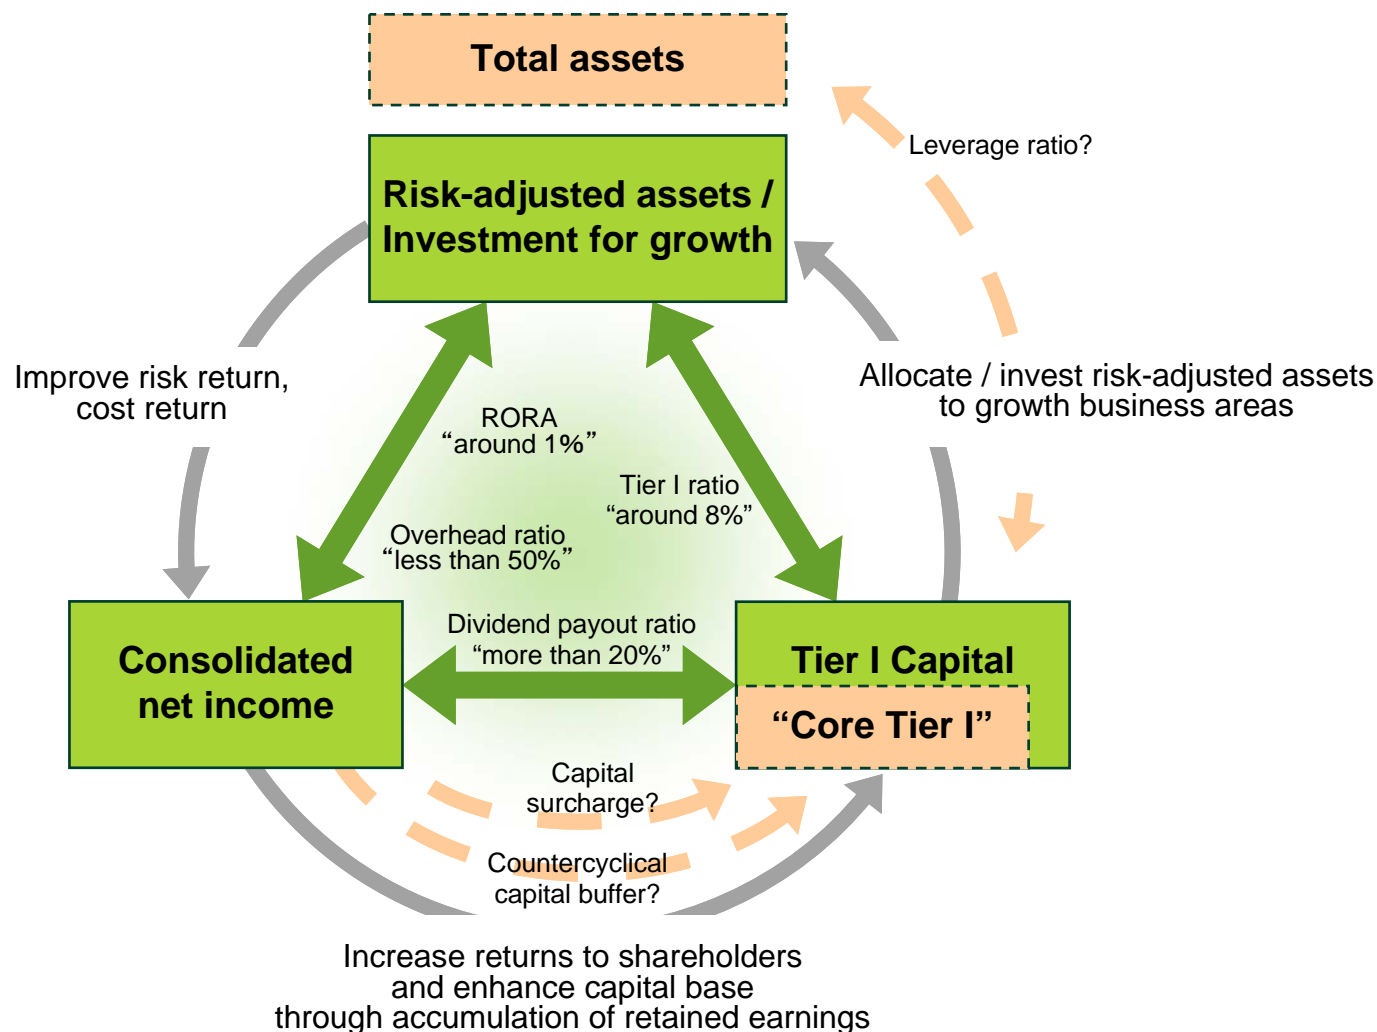 Total assets
Leverage ratio?
Risk-adjusted assets /
Investment for growth
Improve risk return,
cost return
Allocate / invest risk-adjusted assets
to growth business areas
RORA
“around 1%”
Tier I ratio
“around 8%”
Overhead ratio
“less than 50%”
Dividend payout ratio
“more than 20%”
Consolidated
net income
Tier I Capital
“Core Tier I”
Capital
surcharge?
Countercyclical
capital buffer?
Increase returns to shareholders
and enhance capital base
through accumulation of retained earnings